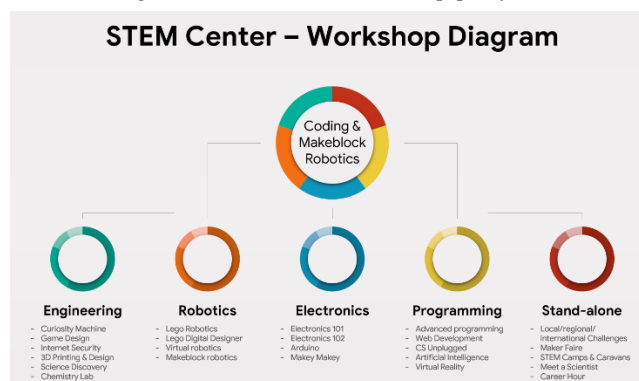 STEM Center – Workshop Diagram
Coding &
Makeblock
Robotics
Engineering
- Curiosity Machine
- Game Design
- Internet Security
- 3D Printing & Design
- Science Discovery
- Chemistry Lab
Robotics
- Lego Robotics
- Lego Digital Designer
- Virtual robotics
- Makeblock robotics
Electronics
- Electronics 101
- Electronics 102
- Arduino
- Makey Makey
Programming
- Advanced programming
- Web Development
- CS Unplugged
- Artificial Intelligence
- Virtual Reality
Stand-alone
- Local/regional/
international Challenges
- Maker Faire
- STEM Camps & Caravans
- Meet a Scientist
- Career Hour